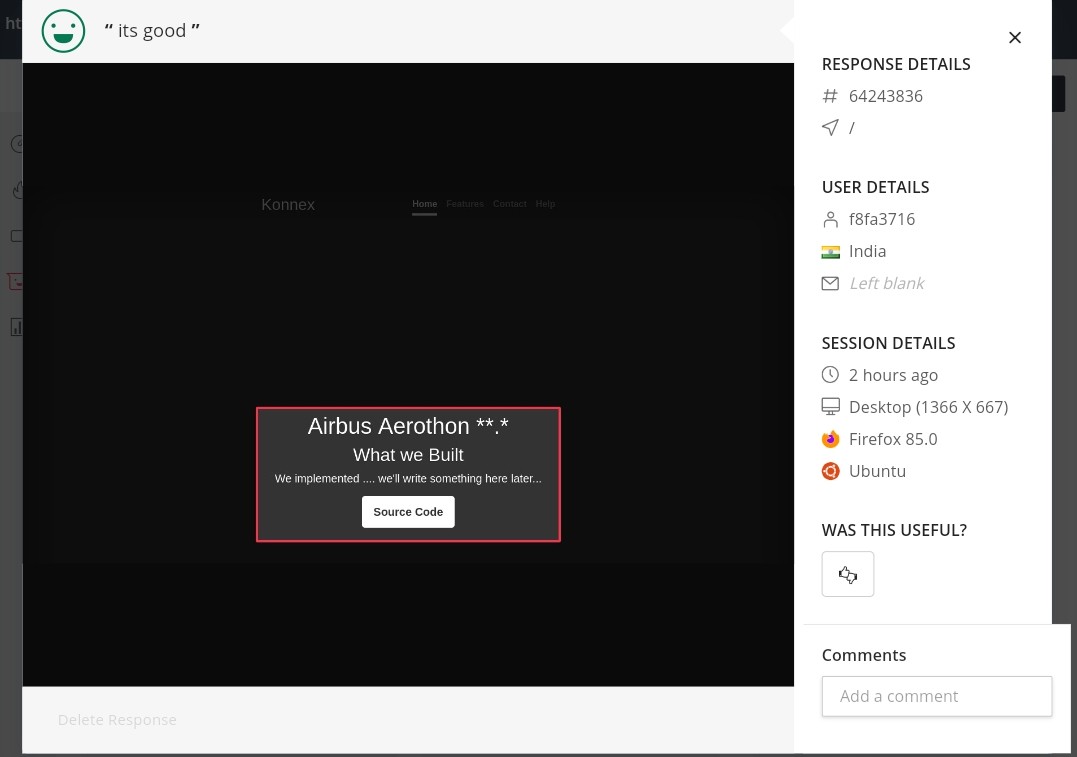 ht
“ its good ”
Konnex
Home Features Contact Help
Airbus Aerothon **.*
What we Built
We implemented .... we'll write something here later...
Source Code
Delete Response
RESPONSE DETAILS
64243836
/
USER DETAILS
f8fa3716
India
Left blank
SESSION DETAILS
2 hours ago
Desktop (1366 X 667)
Firefox 85.0
Ubuntu
WAS THIS USEFUL?
Comments
Add a comment